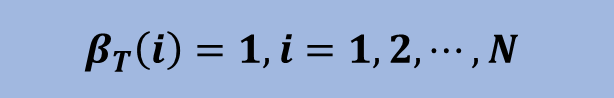 β_T(i) = 1, i = 1, 2, ⋯, N